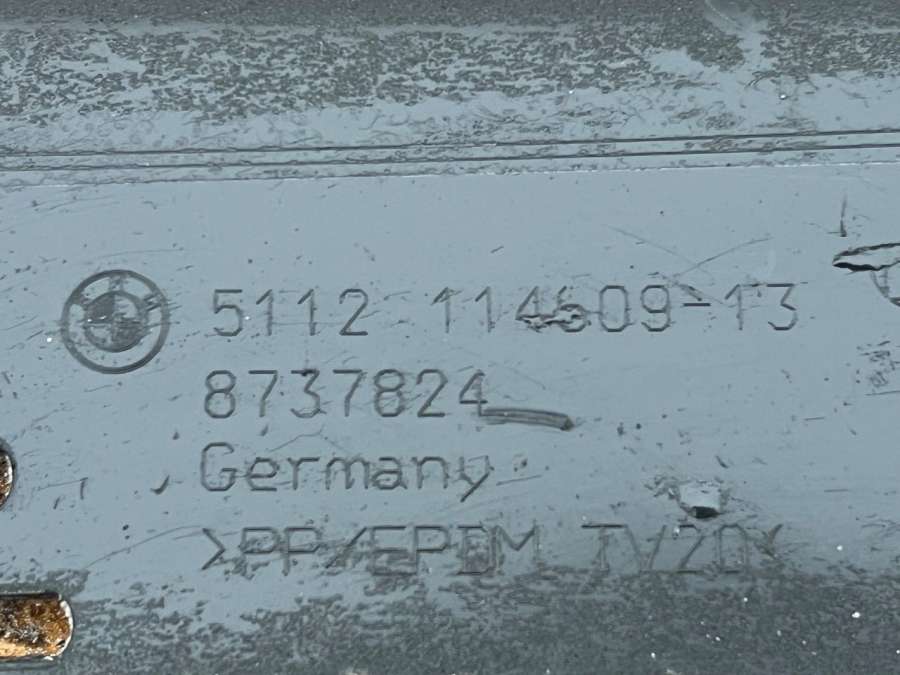 5112 114609-13
8737824
Germany
>PP/EPDM TV20<